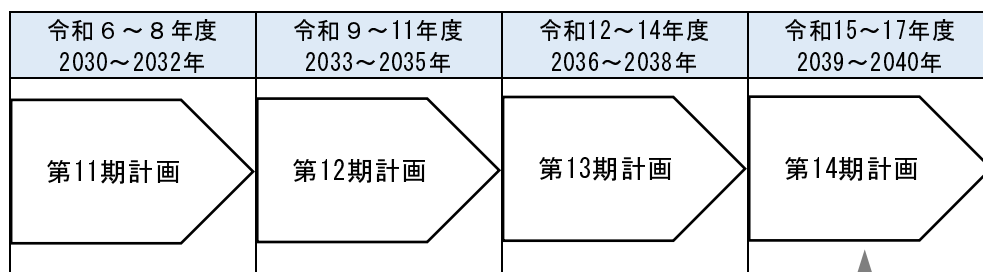 令和６～８年度
2030～2032年
令和９～11年度
2033～2035年
令和12～14年度
2036～2038年
令和15～17年度
2039～2040年
第11期計画
第12期計画
第13期計画
第14期計画